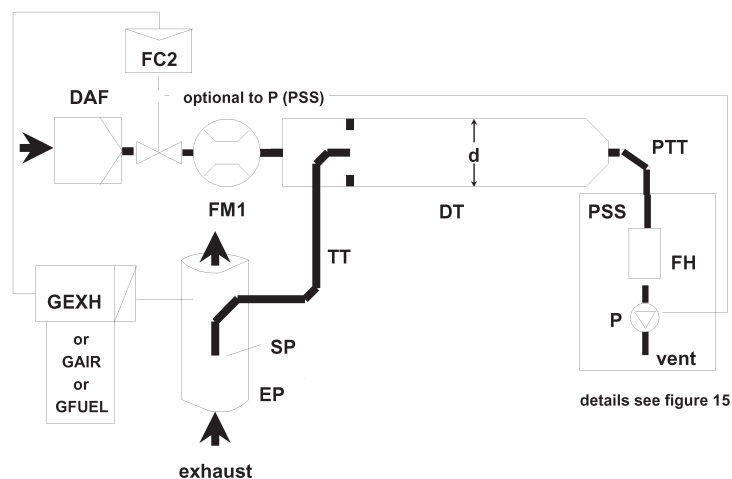 FC2
DAF
optional to P (PSS)
d
PTT
FM1
DT
PSS
TT
FH
GEXH
P
or
GAIR
or
GFUEL
SP
vent
EP
details see figure 15
exhaust